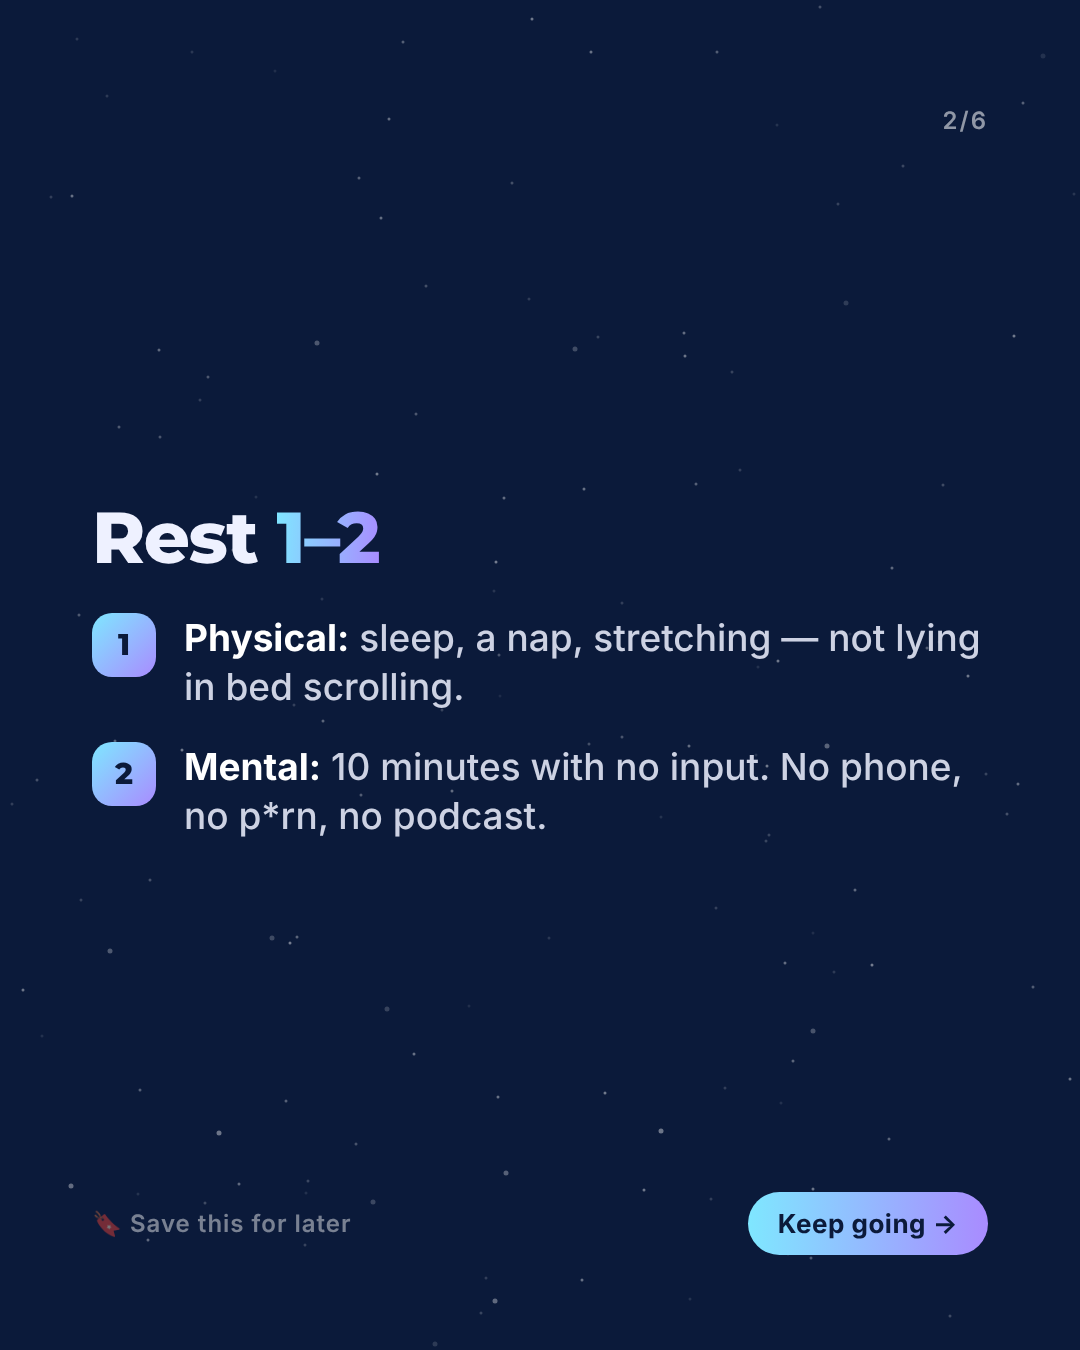 2/6
Rest 1–2
1
Physical: sleep, a nap, stretching — not lying
in bed scrolling.
2
Mental: 10 minutes with no input. No phone,
no p*rn, no podcast.
🔖 Save this for later
Keep going →